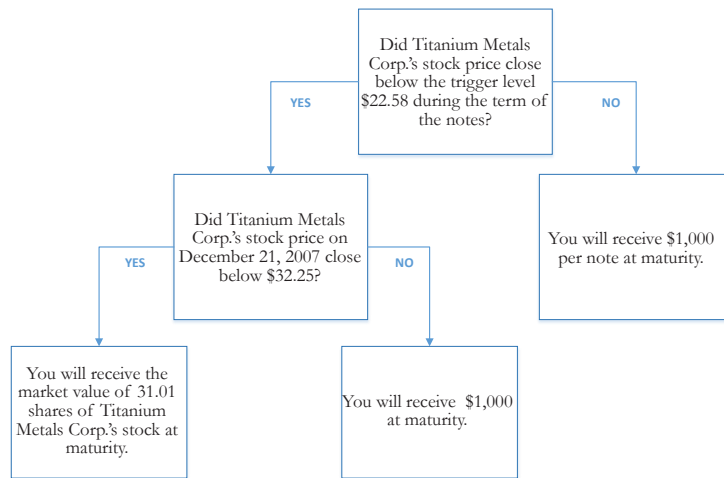 Did Titanium Metals
Corp.'s stock price close
below the trigger level
$22.58 during the term of
the notes?
YES
NO
Did Titanium Metals
Corp.'s stock price on
December 21, 2007 close
below $32.25?
You will receive $1,000
per note at maturity.
YES
NO
You will receive the
market value of 31.01
shares of Titanium
Metals Corp.'s stock at
maturity.
You will receive $1,000
at maturity.